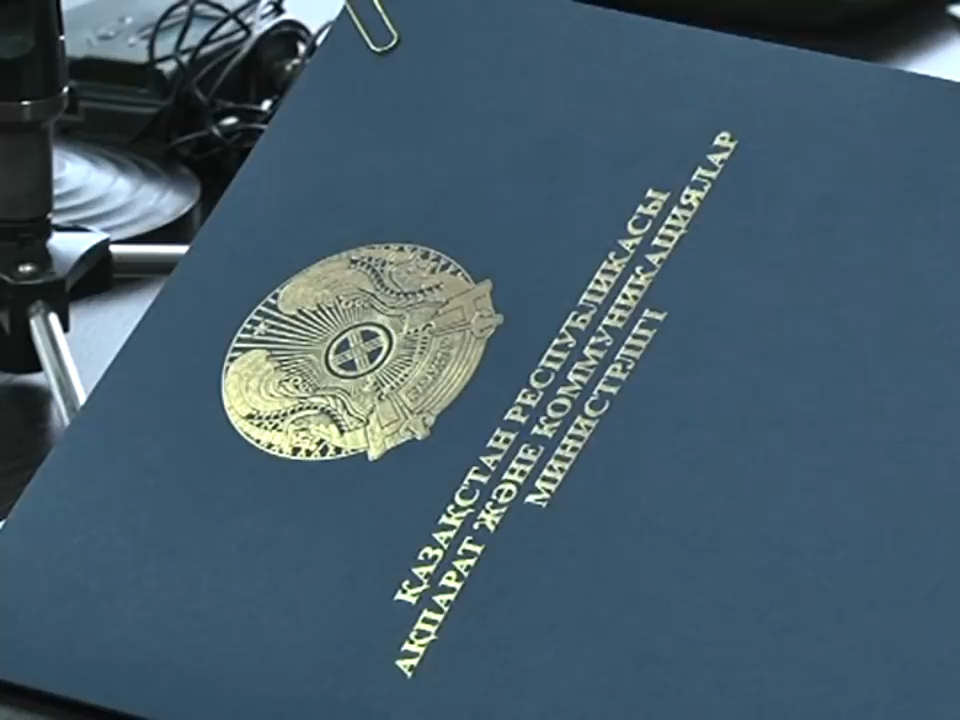 ҚАЗАҚСТАН РЕСПУБЛИКАСЫ
АҚПАРАТ ЖӘНЕ КОММУНИКАЦИЯЛАР
МИНИСТРЛІГІ